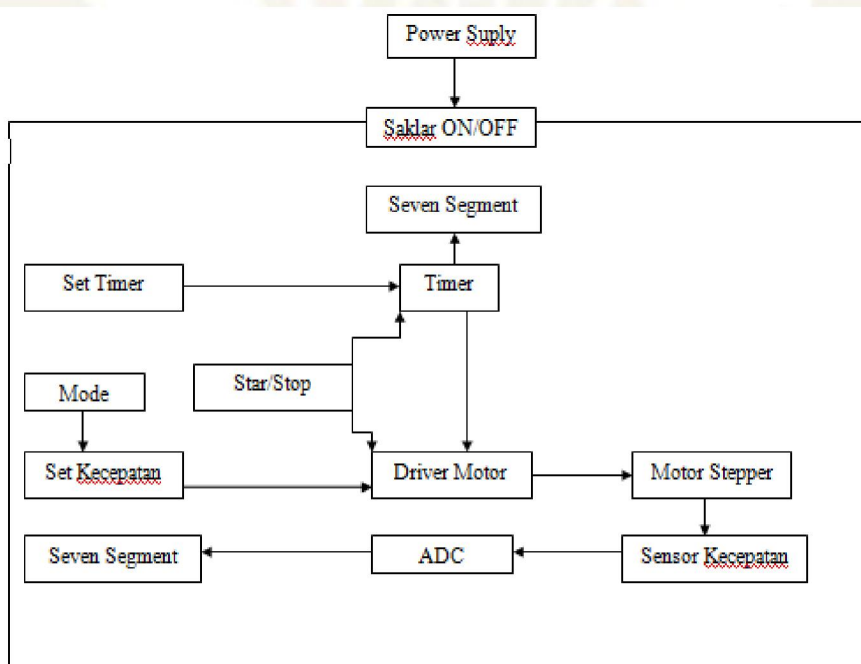 Power Suply
Saklar ON/OFF
Seven Segment
Set Timer
Timer
Star/Stop
Mode
Set Kecepatan
Driver Motor
Motor Stepper
Seven Segment
ADC
Sensor Kecepatan